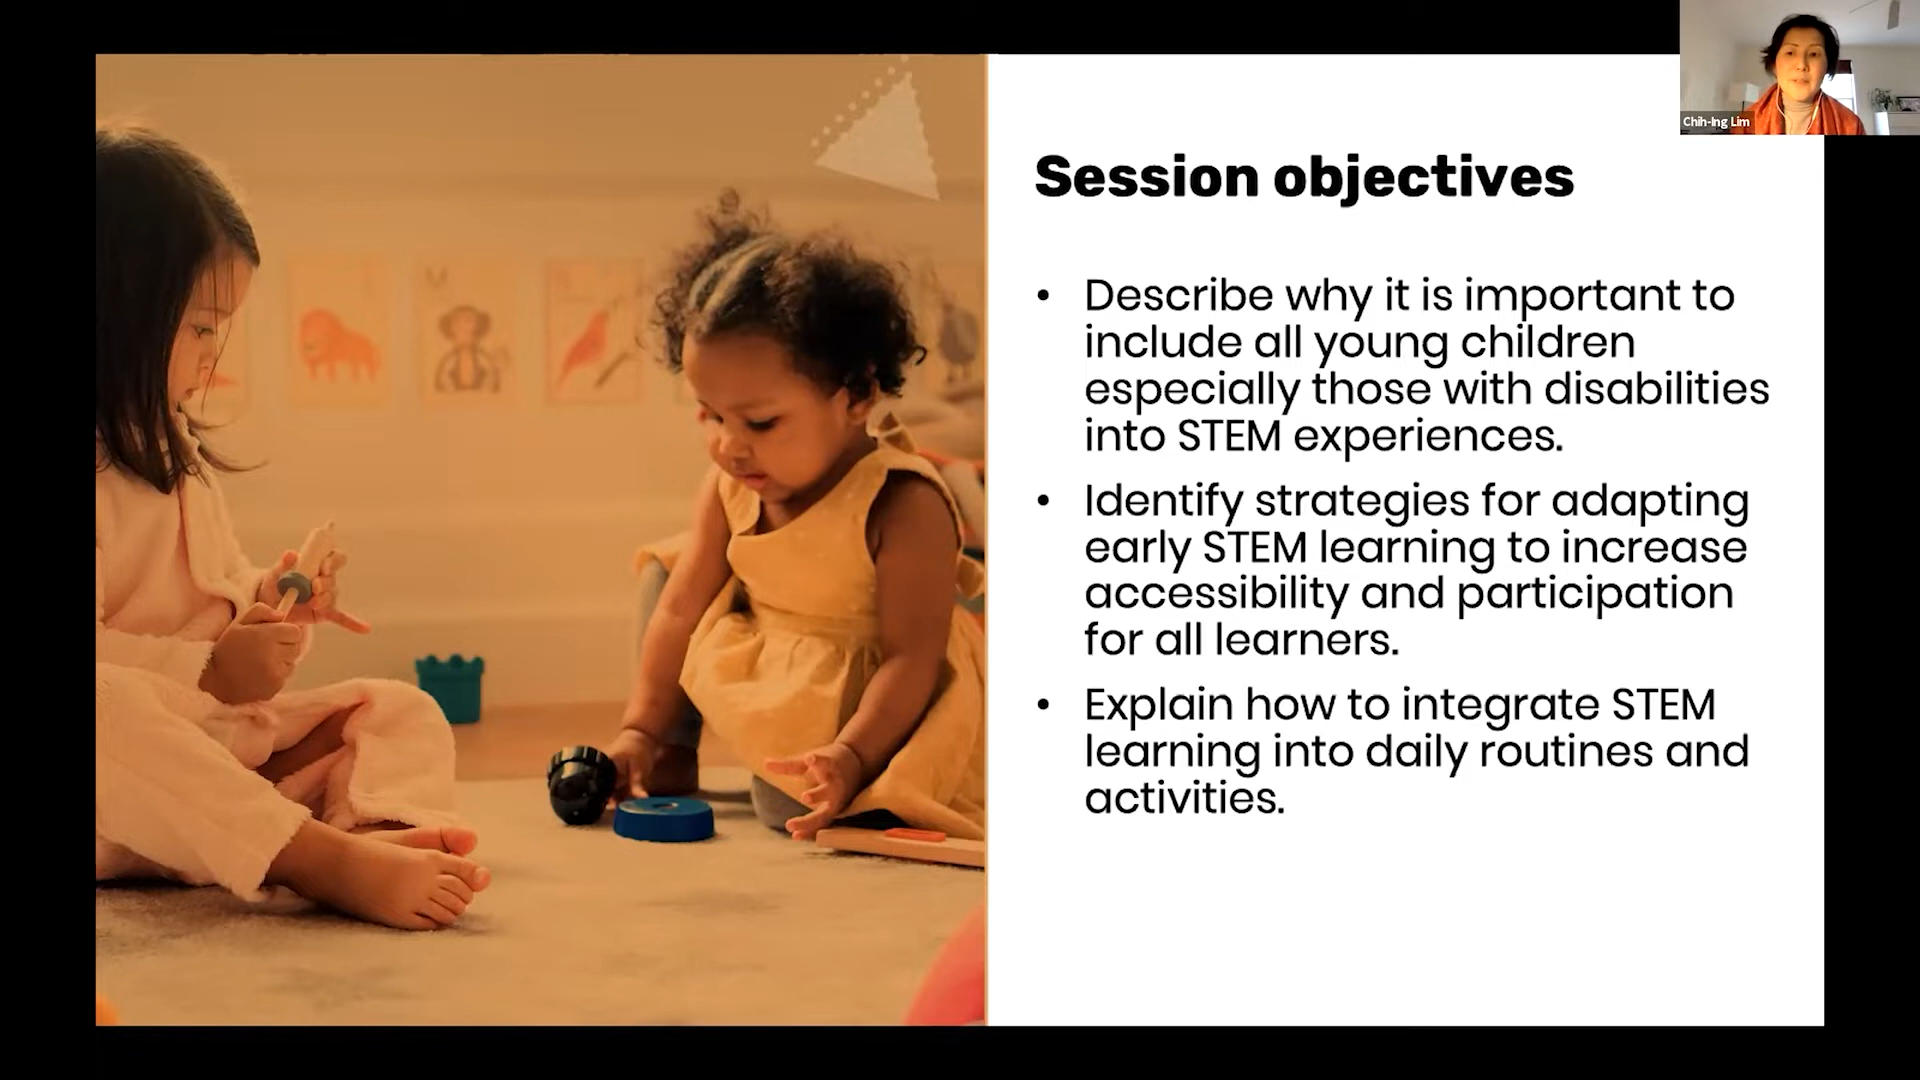 Chih-Ing Lim
Session objectives
• Describe why it is important to
include all young children
especially those with disabilities
into STEM experiences.
• Identify strategies for adapting
early STEM learning to increase
accessibility and participation
for all learners.
• Explain how to integrate STEM
learning into daily routines and
activities.